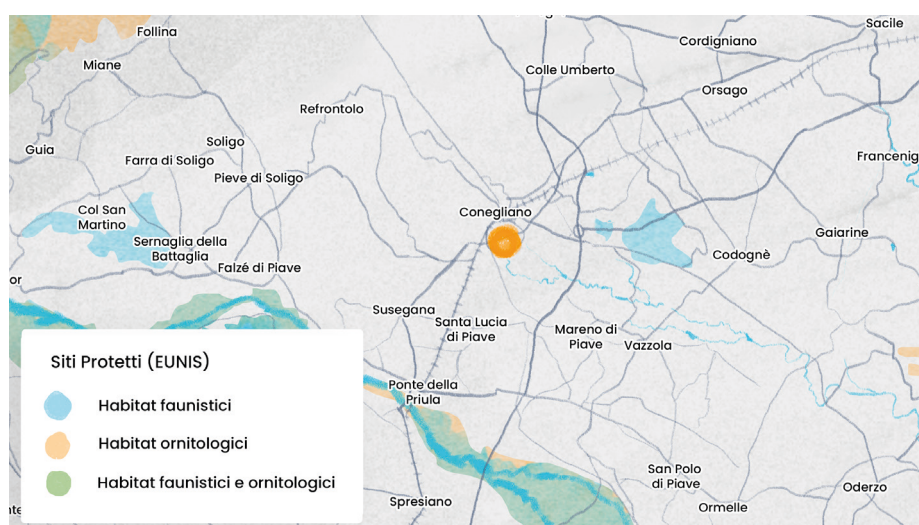 Follina
Sacile
Cordignano
Miane
Colle Umberto
Orsago
Refrontolo
Guia
Soligo
Farra di Soligo
Pieve di Soligo
Francenig
Col San
Martino
Conegliano
Sernaglia della
Battaglia
Gaiarine
Codognè
Falzé di Piave
or
Susegana
Santa Lucia
di Piave
Mareno di
Piave
Vazzola
Siti Protetti (EUNIS)
Habitat faunistici
Habitat ornitologici
Habitat faunistici e ornitologici
Ponte della
Priula
San Polo
di Piave
Oderzo
Spresiano
Ormelle